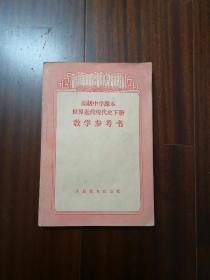 高级中学课本
世界近代现代史下册
教学参考书
人民教育出版社